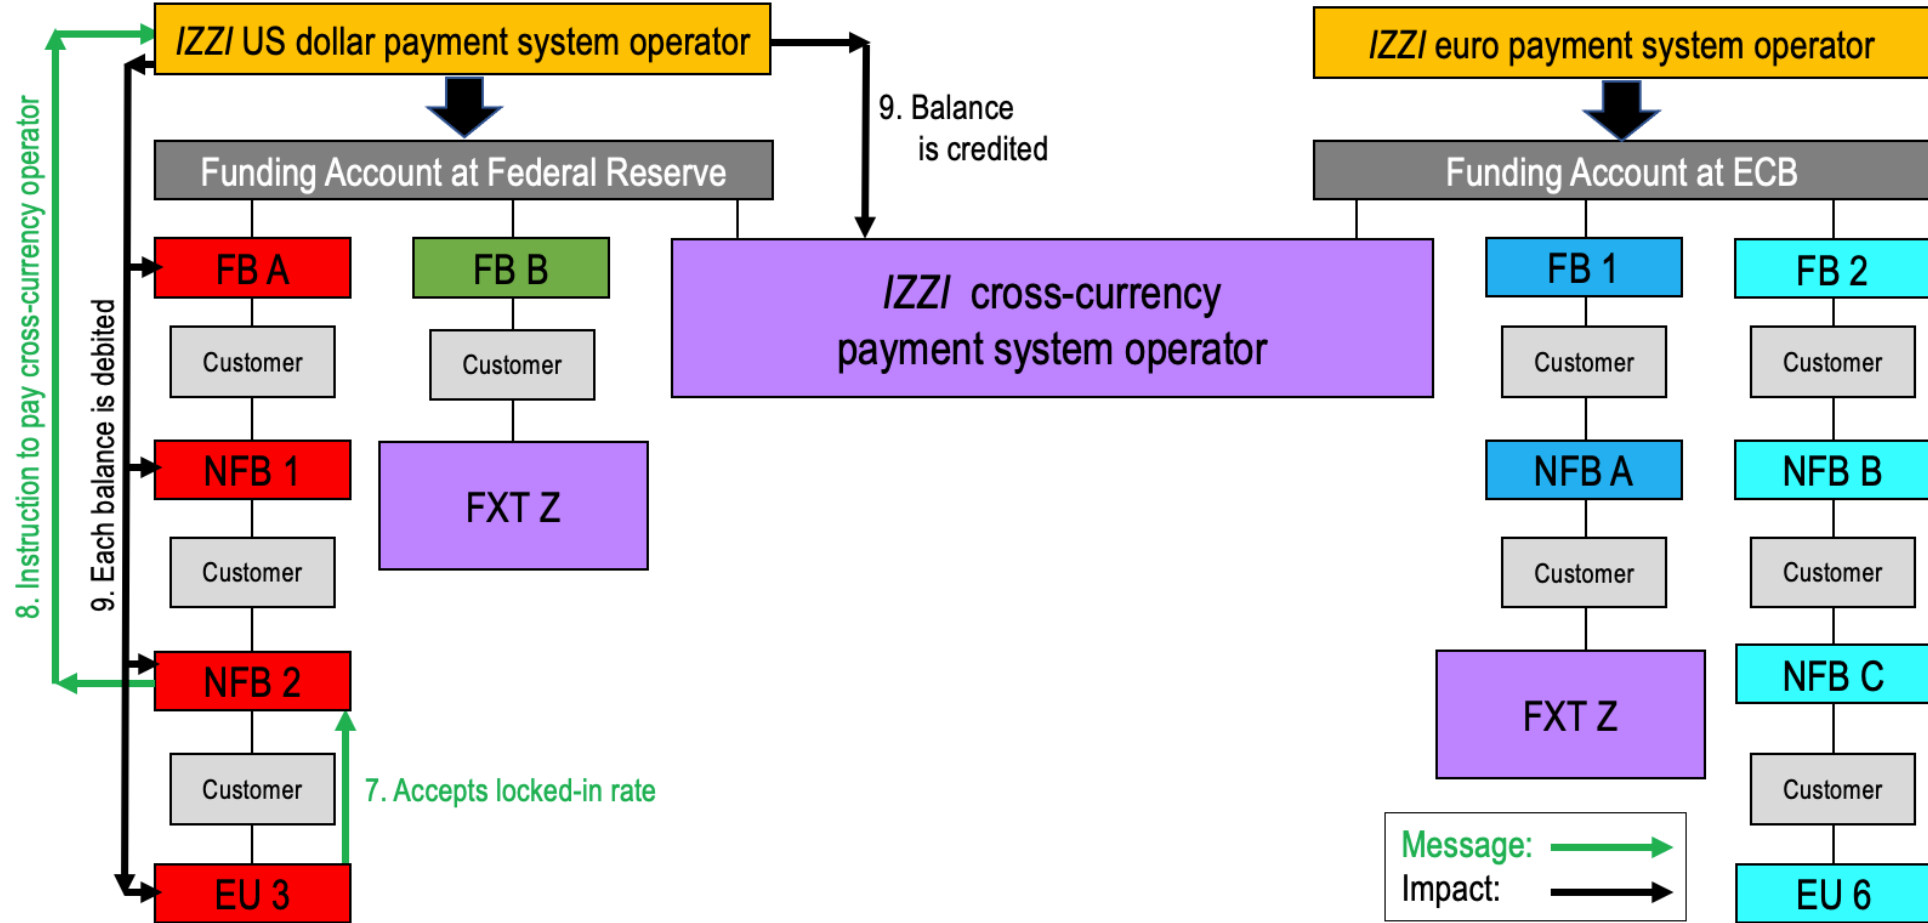 IZZI US dollar payment system operator
IZZI euro payment system operator
9. Balance
is credited
Funding Account at Federal Reserve
Funding Account at ECB
8. Instruction to pay cross-currency operator
9. Each balance is debited
FB A
FB B
IZZI cross-currency
payment system operator
FB 1
FB 2
Customer
Customer
Customer
Customer
NFB 1
FXT Z
NFB A
NFB B
Customer
Customer
Customer
NFB 2
FXT Z
NFB C
Customer
7. Accepts locked-in rate
Customer
Message:
Impact:
EU 3
EU 6